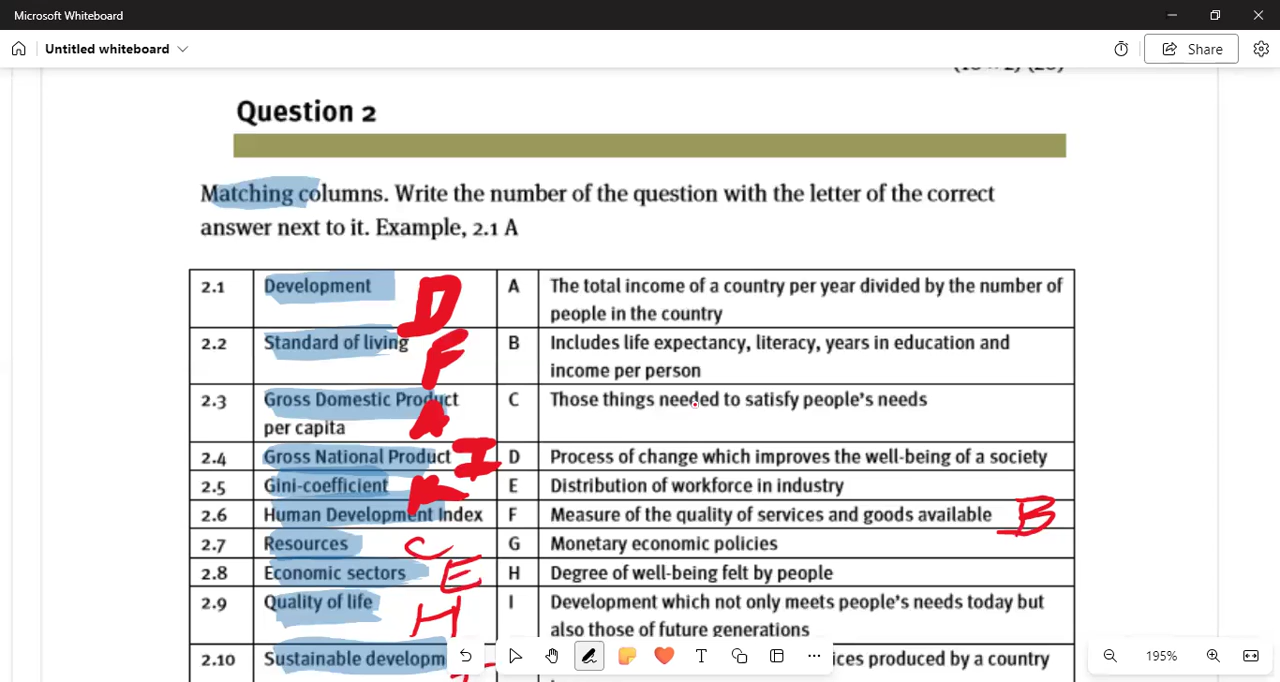 Microsoft Whiteboard
Untitled whiteboard
Share
Question 2
Matching columns. Write the number of the question with the letter of the correct
answer next to it. Example, 2.1 A
2.1 Development D A The total income of a country per year divided by the number of
people in the country
2.2 Standard of living F B Includes life expectancy, literacy, years in education and
income per person
2.3 Gross Domestic Product A C Those things needed to satisfy people's needs
per capita
2.4 Gross National Product I D Process of change which improves the well-being of a society
2.5 Gini-coefficient K E Distribution of workforce in industry
2.6 Human Development Index F Measure of the quality of services and goods available B
2.7 Resources C G Monetary economic policies
2.8 Economic sectors E H Degree of well-being felt by people
2.9 Quality of life H I Development which not only meets people's needs today but
also those of future generations
2.10 Sustainable developm produced by a country
195%